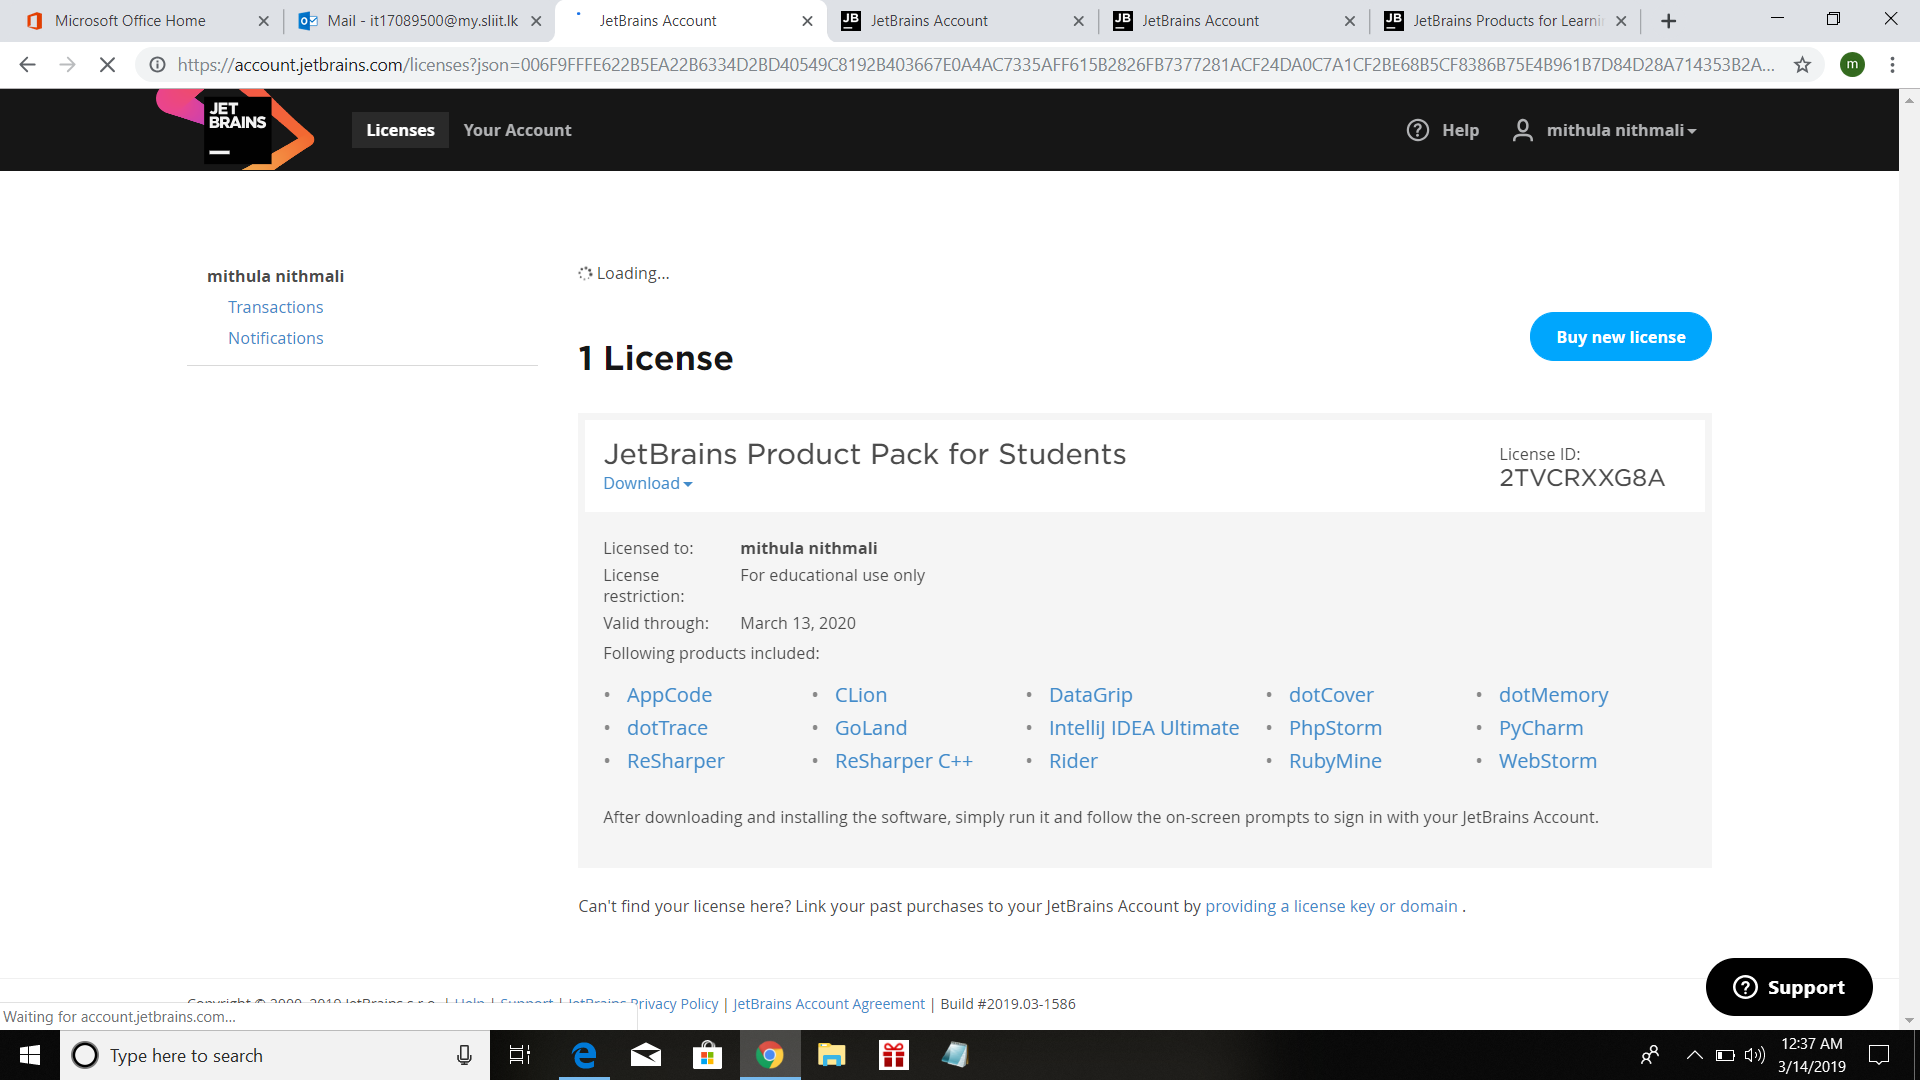 Microsoft Office Home
Mail - it17089500@my.sliit.lk
JetBrains Account
JetBrains Account
JetBrains Account
JetBrains Products for Learni
https://account.jetbrains.com/licenses?json=006F9FFFE622B5EA22B6334D2BD40549C8192B403667E0A4AC7335AFF615B2826FB7377281ACF24DA0C7A1CF2BE68B5CF8386B75E4B961B7D84D28A714353B2A...
m
JET
BRAINS
Licenses
Your Account
Help
mithula nithmali
mithula nithmali
Transactions
Notifications
Loading...
1 License
Buy new license
JetBrains Product Pack for Students
Download
License ID:
2TVCRXXG8A
Licensed to: mithula nithmali
License restriction: For educational use only
Valid through: March 13, 2020
Following products included:
• AppCode • CLion • DataGrip • dotCover • dotMemory
• dotTrace • GoLand • IntelliJ IDEA Ultimate • PhpStorm • PyCharm
• ReSharper • ReSharper C++ • Rider • RubyMine • WebStorm
After downloading and installing the software, simply run it and follow the on-screen prompts to sign in with your JetBrains Account.
Can't find your license here? Link your past purchases to your JetBrains Account by providing a license key or domain .
Support
Copyright © 2000-2019 JetBrains s.r.o. | Help | Support | JetBrains Privacy Policy | JetBrains Account Agreement | Build #2019.03-1586
Waiting for account.jetbrains.com...
Type here to search
12:37 AM
3/14/2019